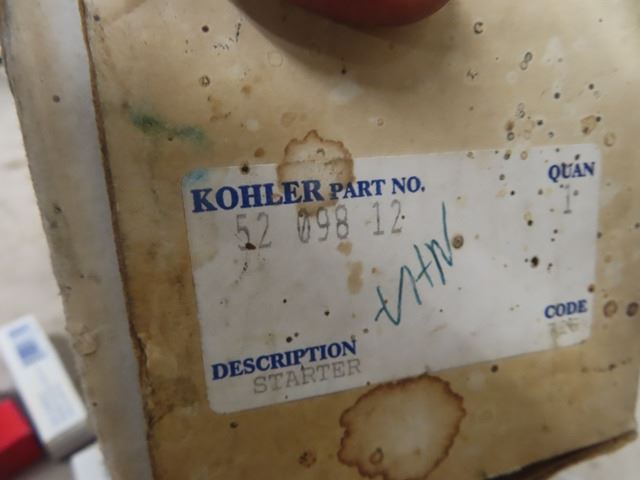 KOHLER PART NO.
QUAN
52 098 12
1
CODE
DESCRIPTION
STARTER